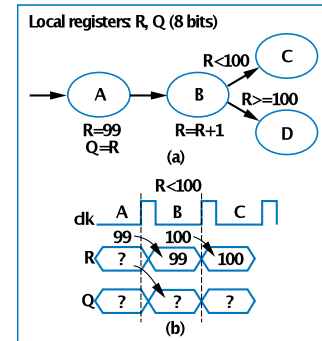 Local registers: R, Q (8 bits)
A
B
C
D
R<100
R>=100
R=99
Q=R
R=R+1
(a)
R<100
clk
A
B
C
99
100
R
?
99
100
Q
?
?
?
(b)